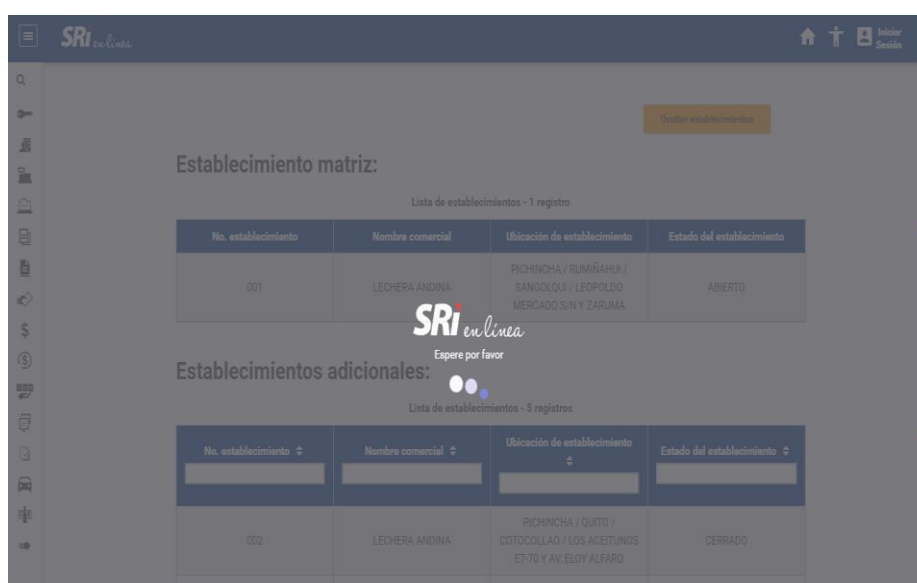 SRi en línea
Iniciar
Sesión
Ocultar establecimientos
Establecimiento matriz:
Lista de establecimientos - 1 registro
No. establecimiento Nombre comercial Ubicación de establecimiento Estado del establecimiento
001 LECHERA ANDINA PICHINCHA / RUMIÑAHUI /
SANGOLQUI / LEOPOLDO
MERCADO S/N Y ZARUMA ABIERTO
SRi en línea
Espere por favor
Establecimientos adicionales:
Lista de establecimientos - 5 registros
No. establecimiento Nombre comercial Ubicación de establecimiento Estado del establecimiento
002 LECHERA ANDINA PICHINCHA / QUITO /
COTOCOLLAO / LOS ACEITUNOS
E7-70 Y AV. ELOY ALFARO CERRADO